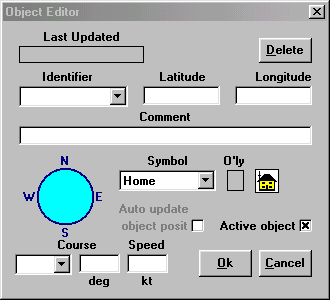 Object Editor
Last Updated
Delete
Identifier Latitude Longitude
Comment
N
W E
S
Symbol O'ly
Home
Auto update
object posit Active object
Course Speed
deg kt
Ok Cancel